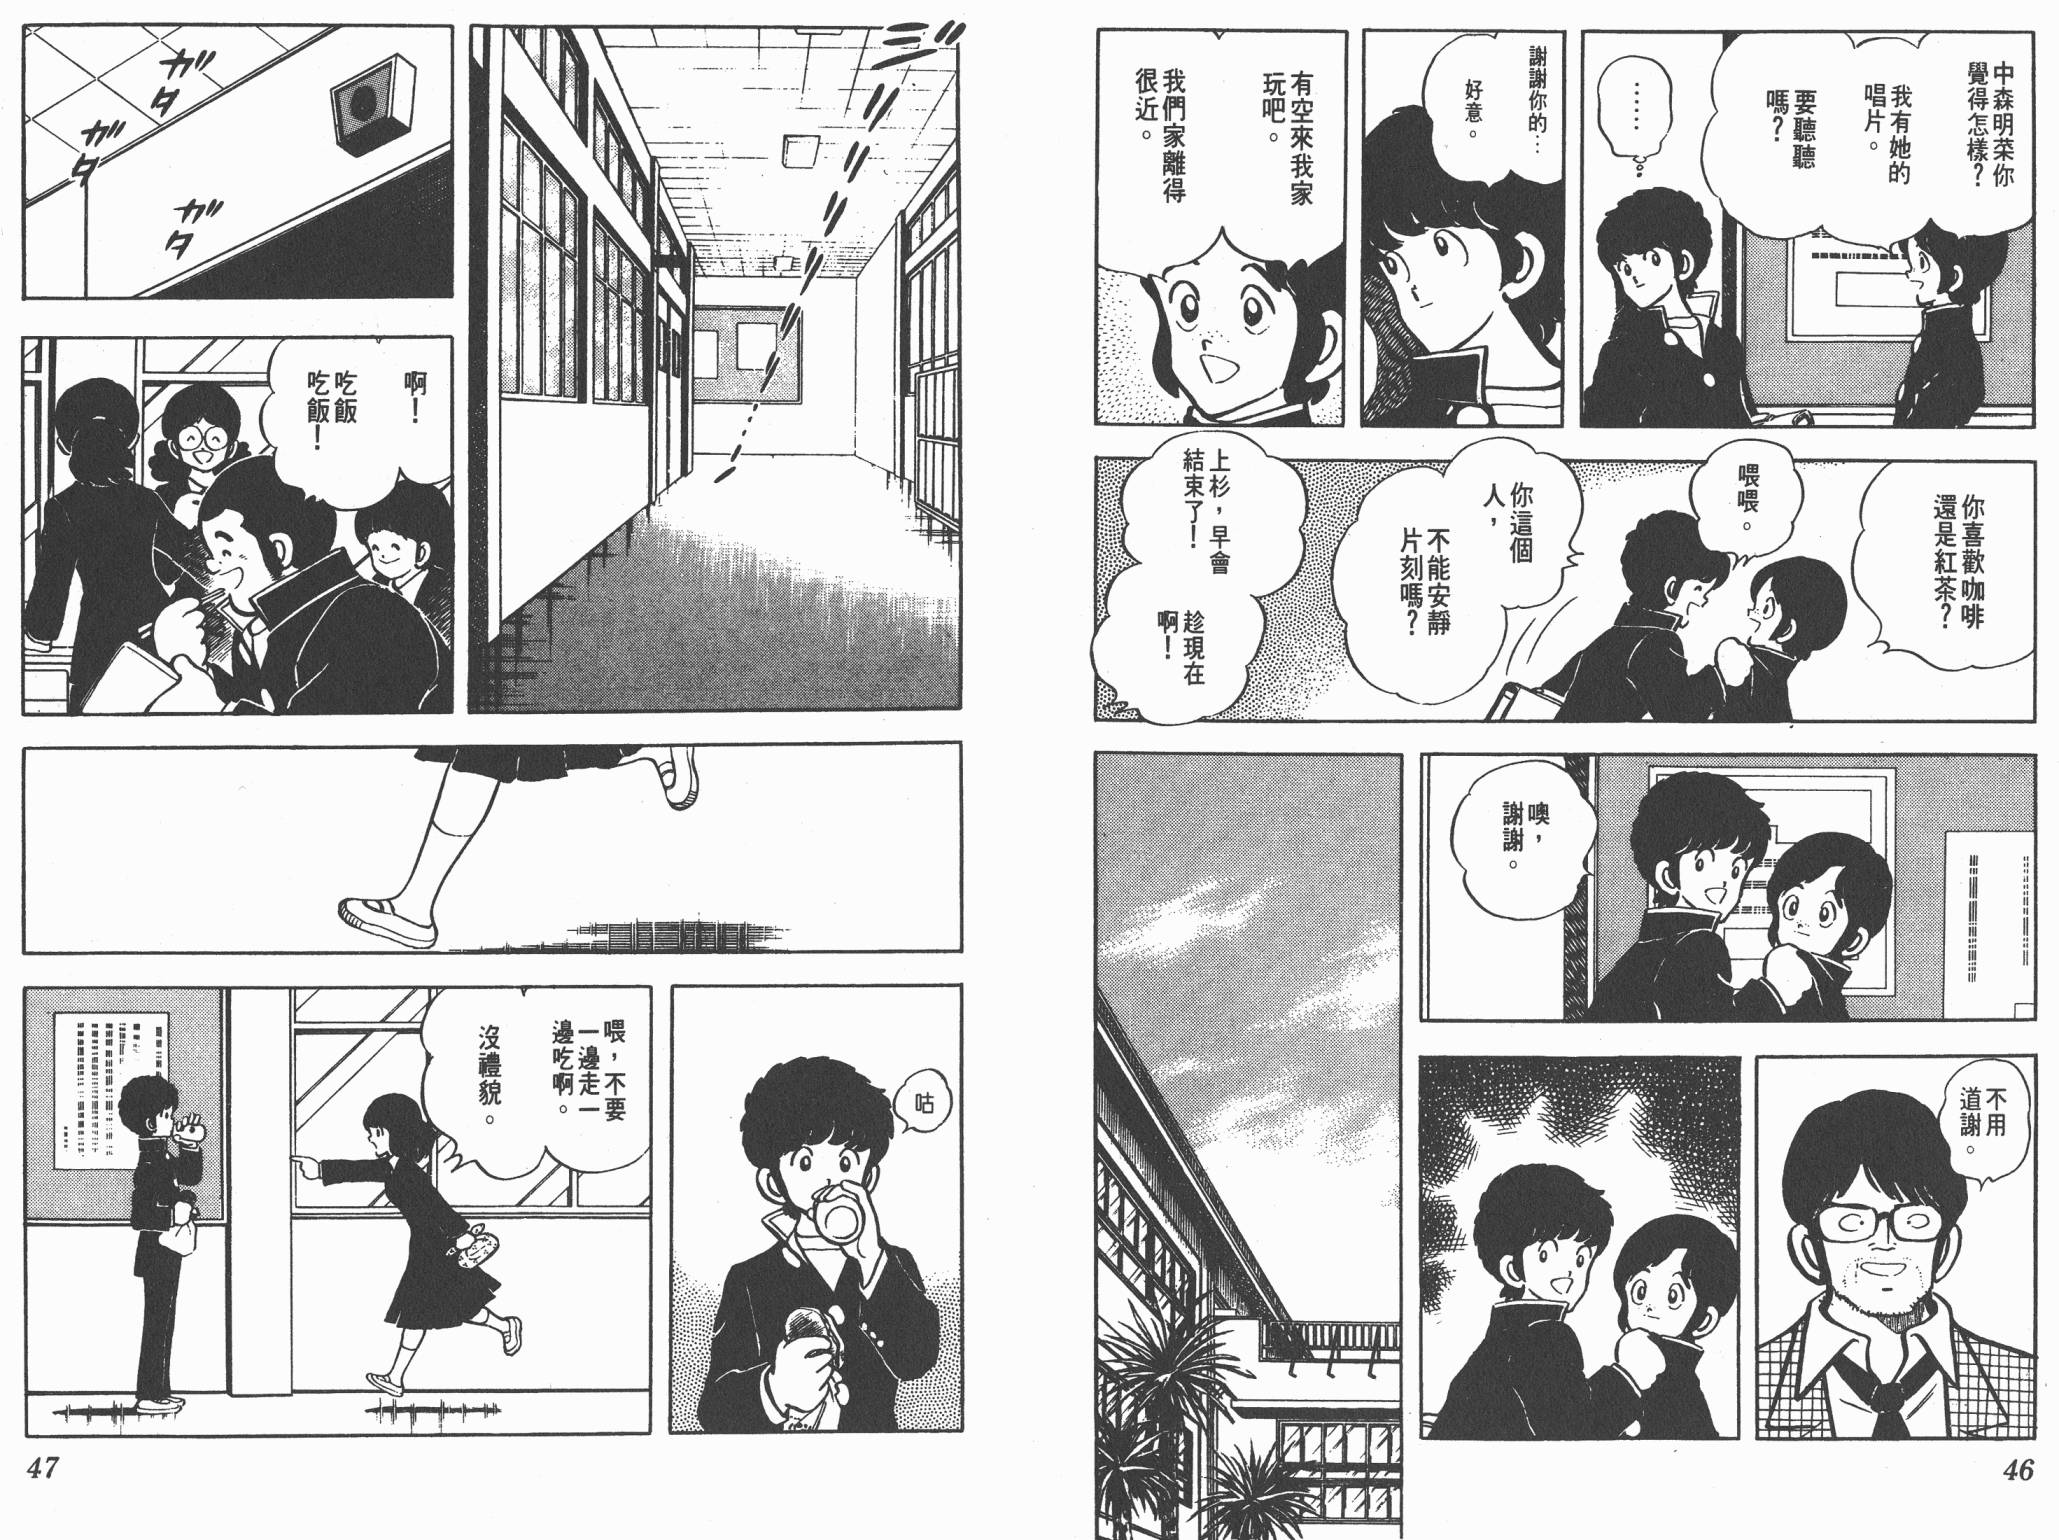 中森明菜你
覺得怎樣？
我有她的
唱片。
要聽聽
嗎？
……
謝謝你的…
好意。
有空來我家
玩吧。
我們家離得
很近。
你喜歡咖啡
還是紅茶？
喂喂。
你這個
人，
不能安靜
片刻嗎？
上杉，早會
結束了！
趁現在
啊！
噢，
謝謝。
不用
道謝。
46
ジ
ガタ
ガタ
ガタ
啊！
吃飯
吃飯！
咕
喂，不要
一邊走一
邊吃啊。
沒禮貌。
47